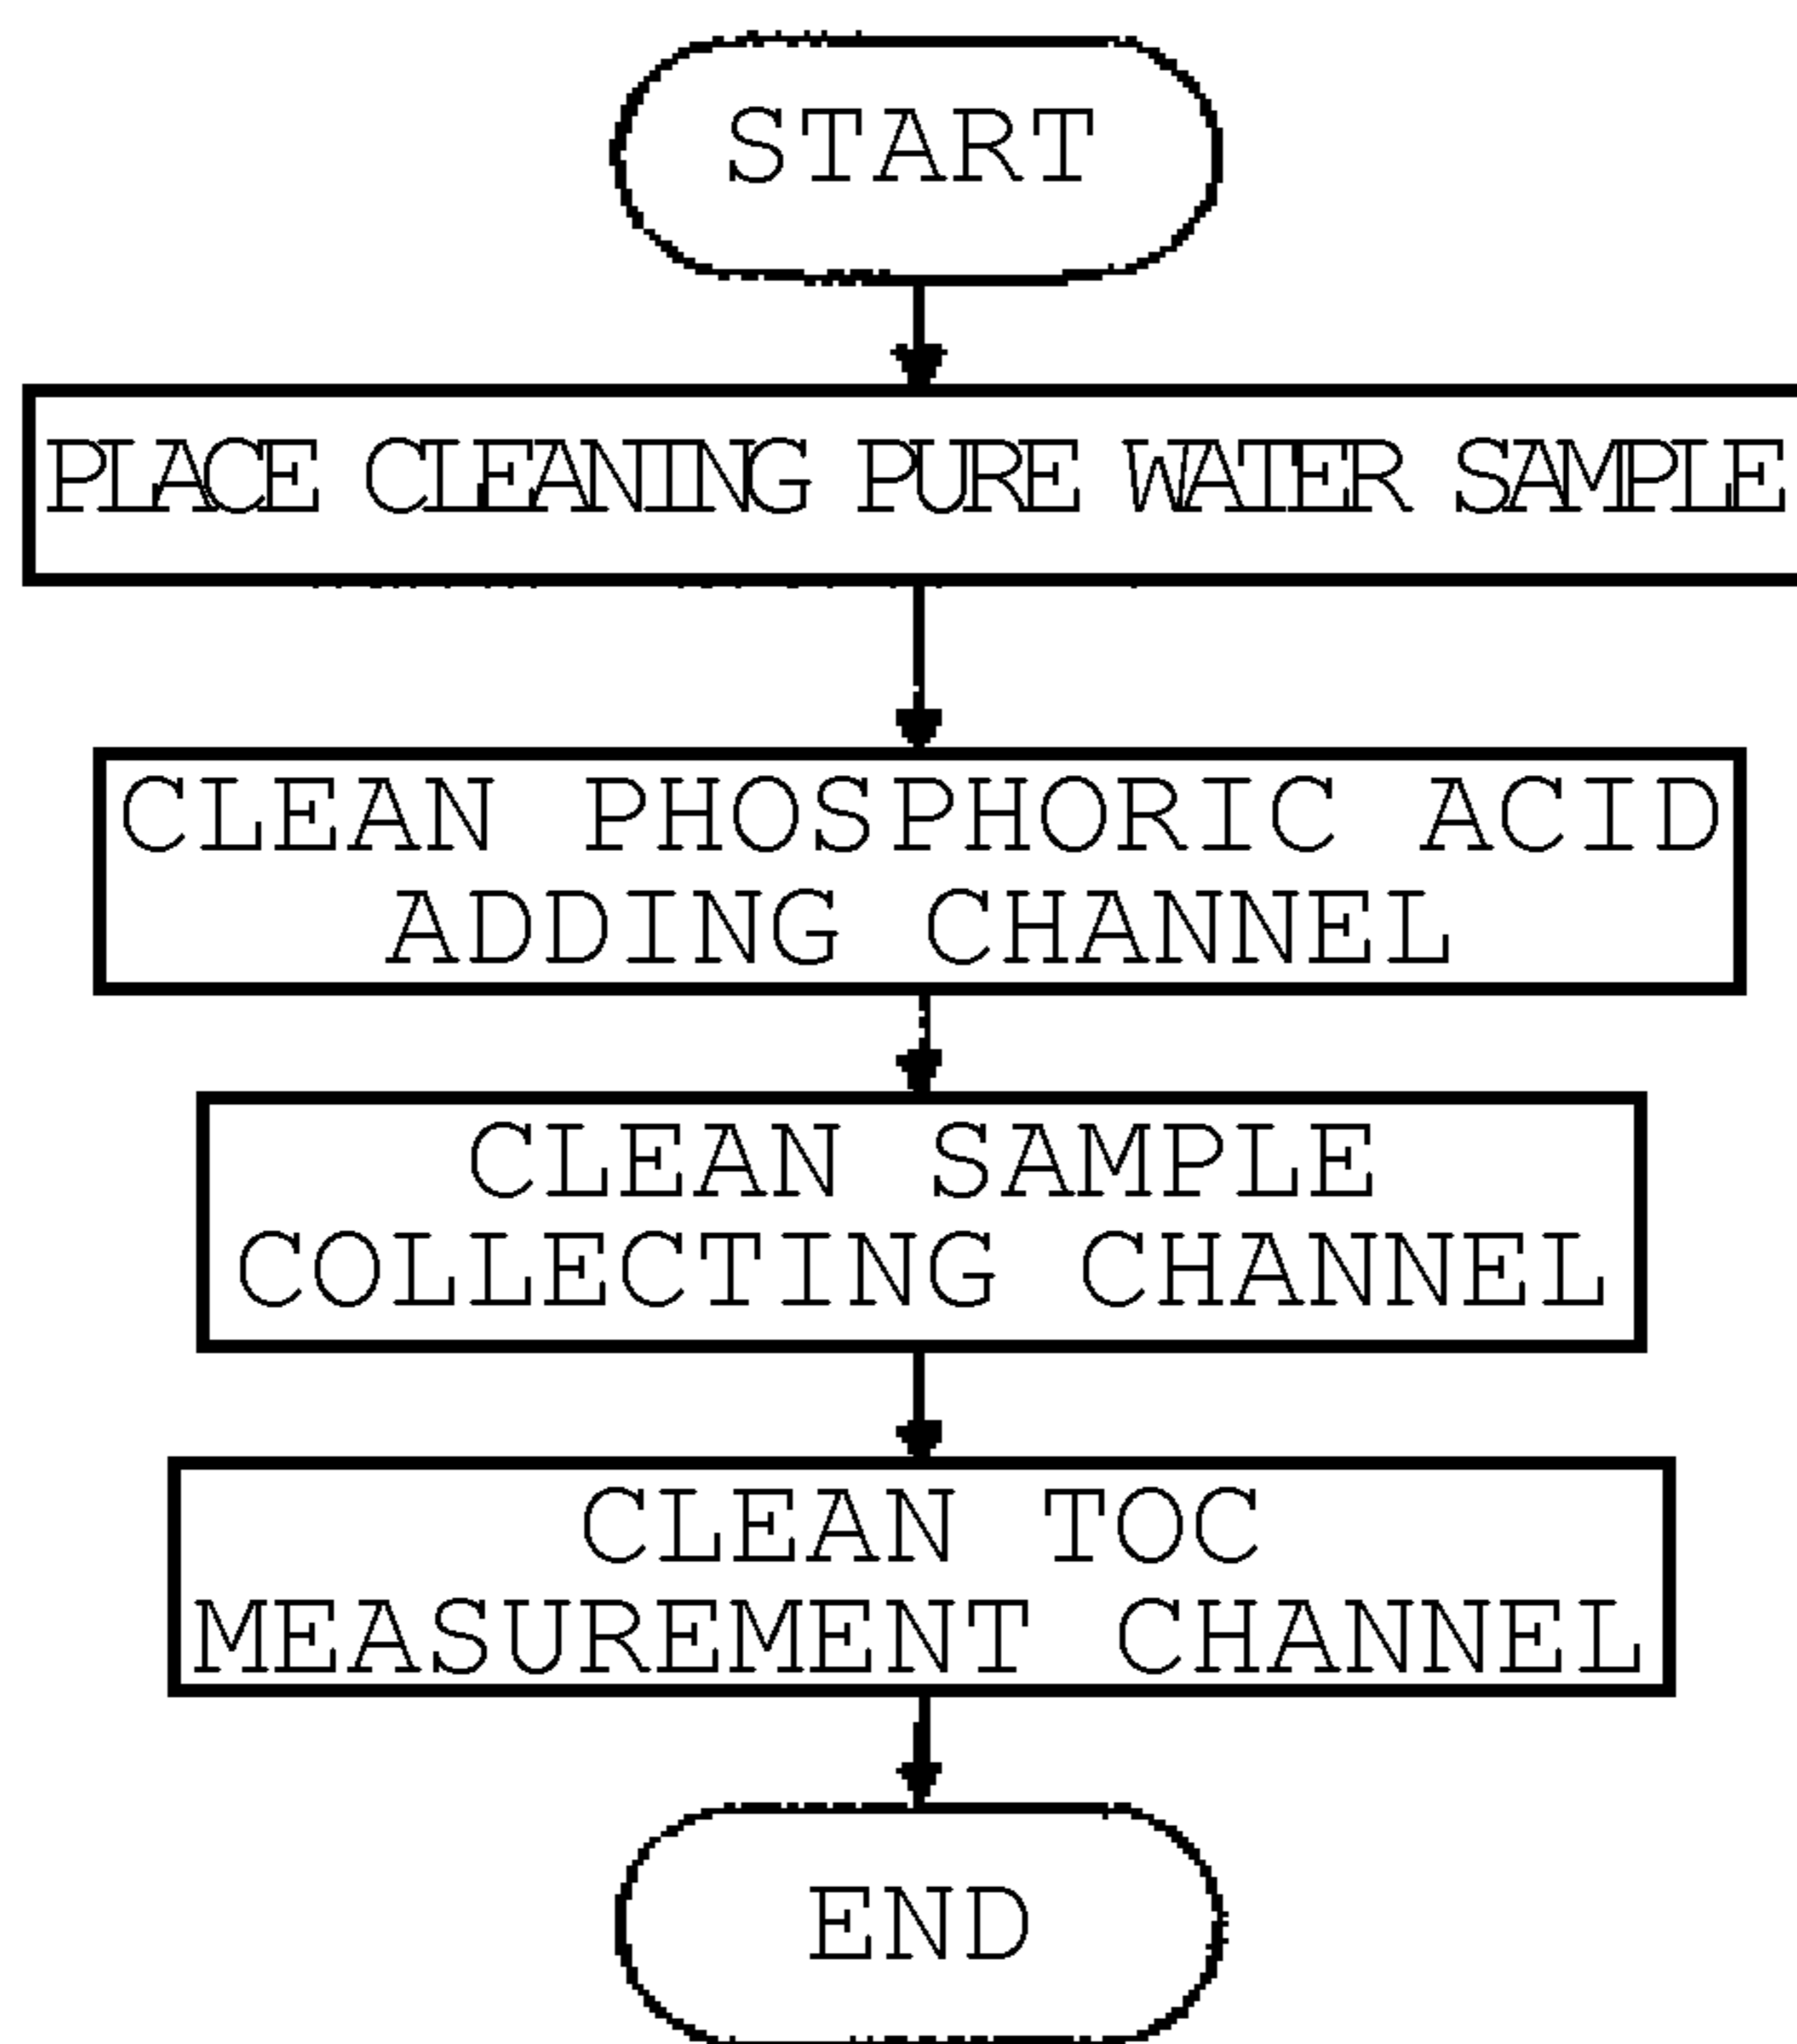 START
PLACE CLEANING PURE WATER SAMPLE
CLEAN PHOSPHORIC ACID
ADDING CHANNEL
CLEAN SAMPLE
COLLECTING CHANNEL
CLEAN TOC
MEASUREMENT CHANNEL
END